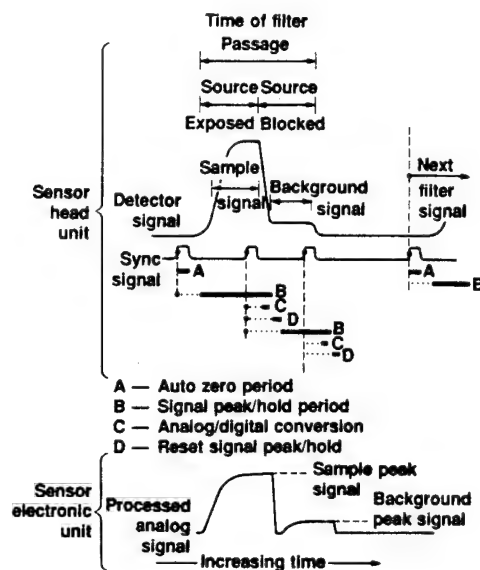 Time of filter
Passage
Source Source
Exposed Blocked
Sample
signal
Background
signal
Next
filter
signal
Sensor
head
unit
Detector
signal
Sync
signal
A
B
C
D
B
C
D
A
B
A — Auto zero period
B — Signal peak/hold period
C — Analog/digital conversion
D — Reset signal peak/hold
Sensor
electronic
unit
Processed
analog
signal
Sample peak
signal
Background
peak signal
Increasing time